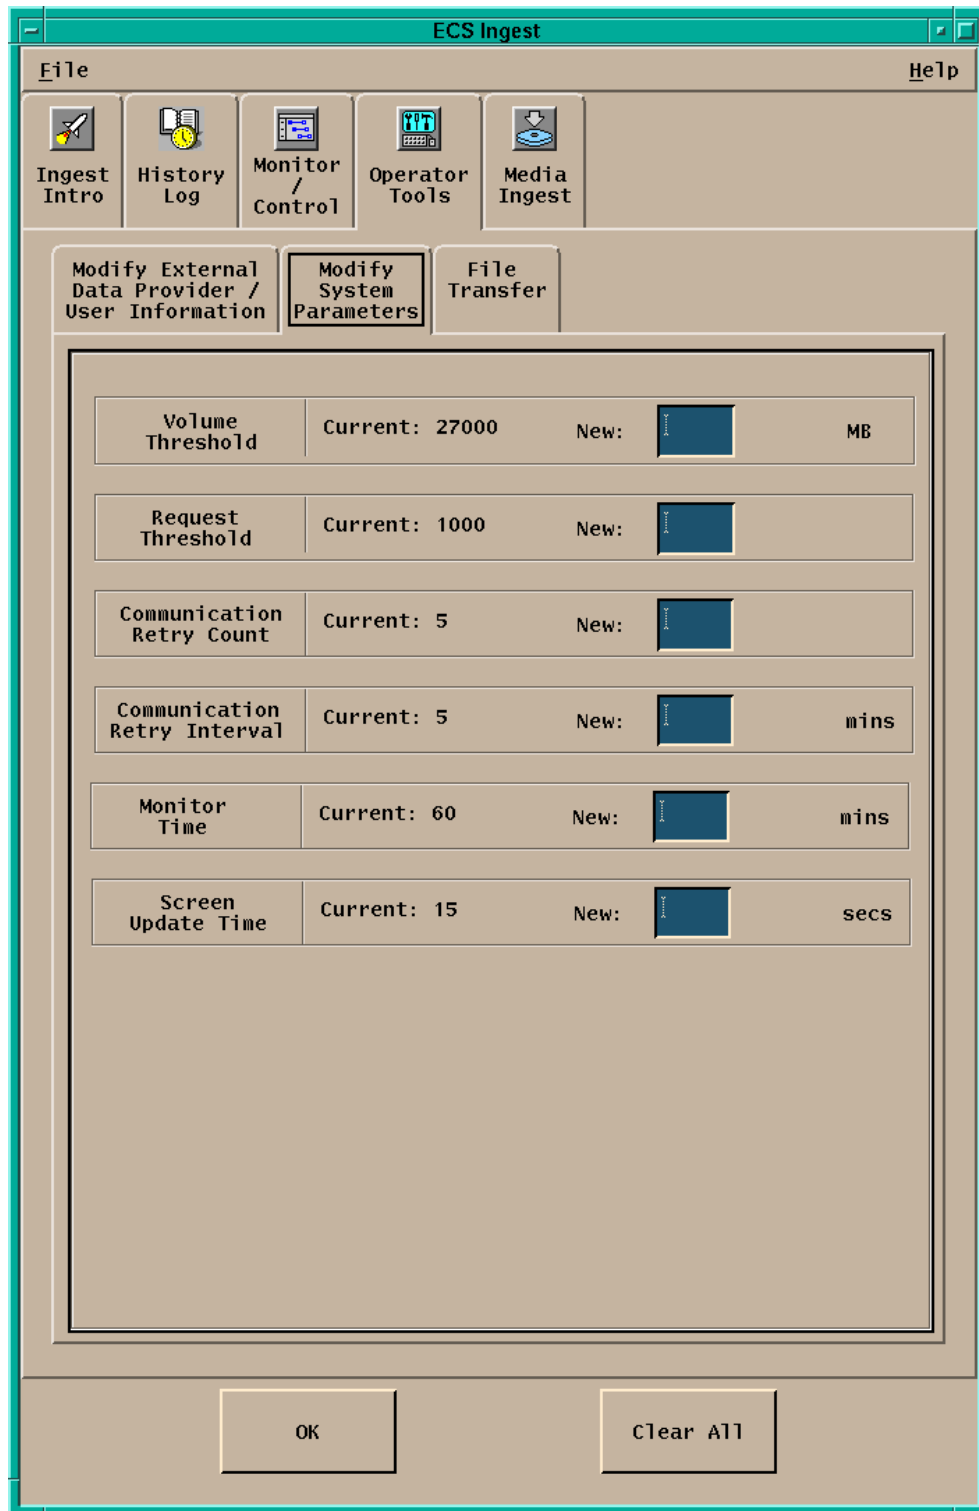 ECS Ingest
File
Help
Ingest
Intro
History
Log
Monitor
/
Control
Operator
Tools
Media
Ingest
Modify External
Data Provider /
User Information
Modify
System
Parameters
File
Transfer
Volume
Threshold
Current: 27000
New:
MB
Request
Threshold
Current: 1000
New:
Communication
Retry Count
Current: 5
New:
Communication
Retry Interval
Current: 5
New:
mins
Monitor
Time
Current: 60
New:
mins
Screen
Update Time
Current: 15
New:
secs
OK
Clear All